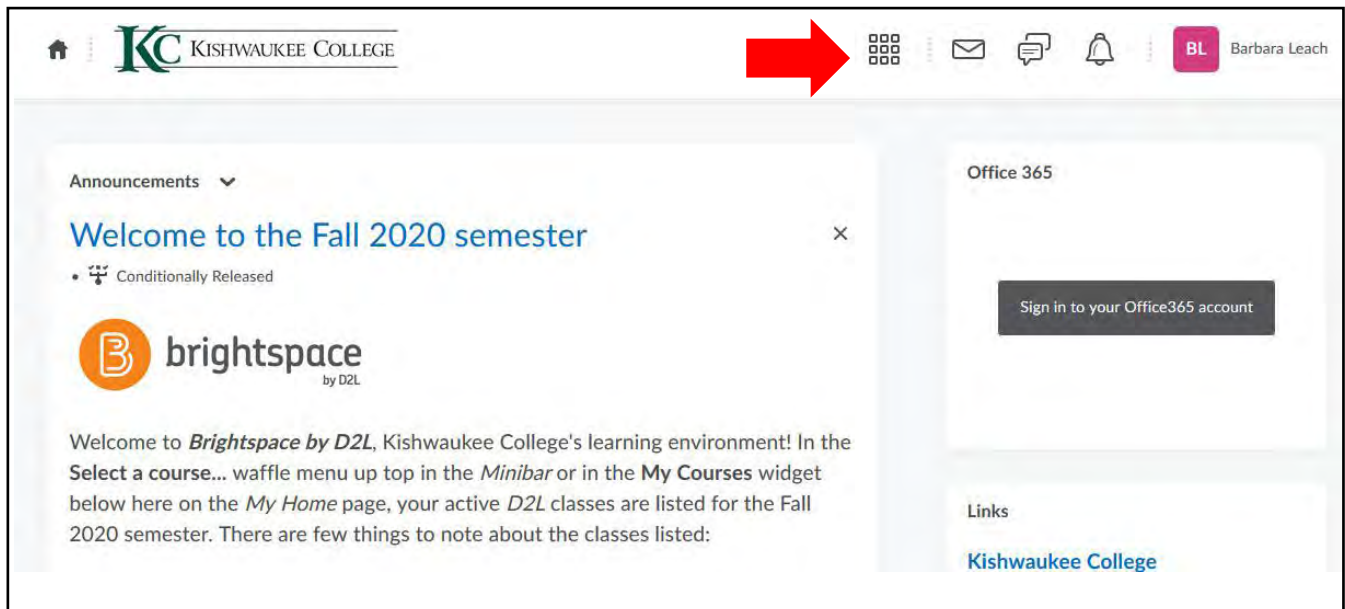 KC KISHWAUKEE COLLEGE
BL Barbara Leach
Announcements
Welcome to the Fall 2020 semester
Conditionally Released
brightspace
by D2L
Welcome to Brightspace by D2L, Kishwaukee College's learning environment! In the
Select a course... waffle menu up top in the Minibar or in the My Courses widget
below here on the My Home page, your active D2L classes are listed for the Fall
2020 semester. There are few things to note about the classes listed:
Office 365
Sign in to your Office365 account
Links
Kishwaukee College